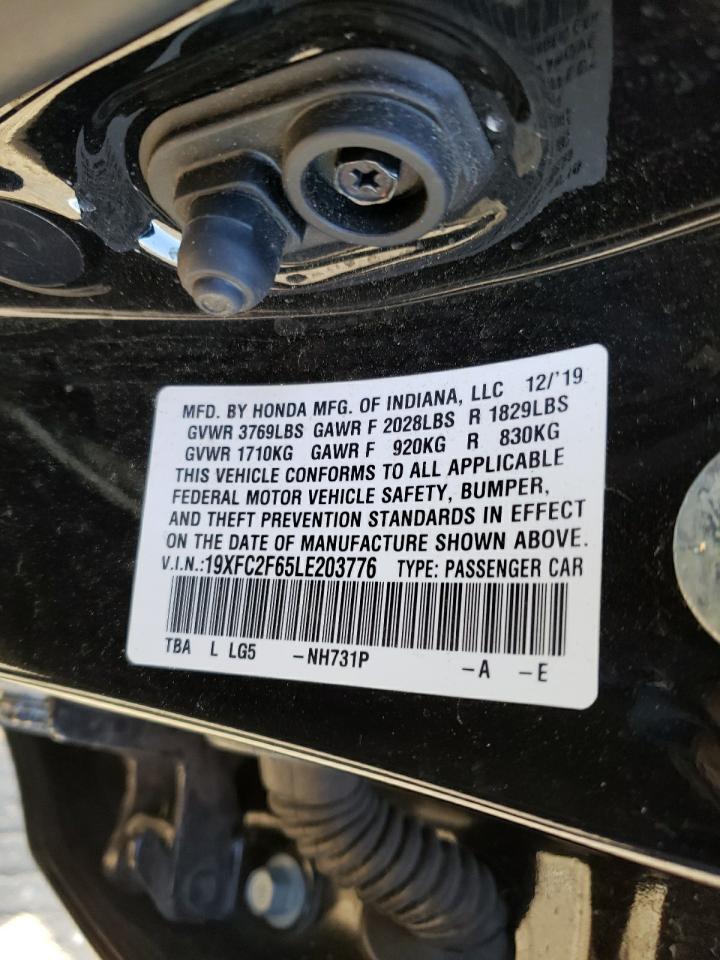 MFD. BY HONDA MFG. OF INDIANA, LLC 12/'19
GVWR 3769LBS GAWR F 2028LBS R 1829LBS
GVWR 1710KG GAWR F 920KG R 830KG
THIS VEHICLE CONFORMS TO ALL APPLICABLE
FEDERAL MOTOR VEHICLE SAFETY, BUMPER,
AND THEFT PREVENTION STANDARDS IN EFFECT
ON THE DATE OF MANUFACTURE SHOWN ABOVE.
V.I.N.:19XFC2F65LE203776 TYPE: PASSENGER CAR
TBA L LG5 -NH731P -A -E